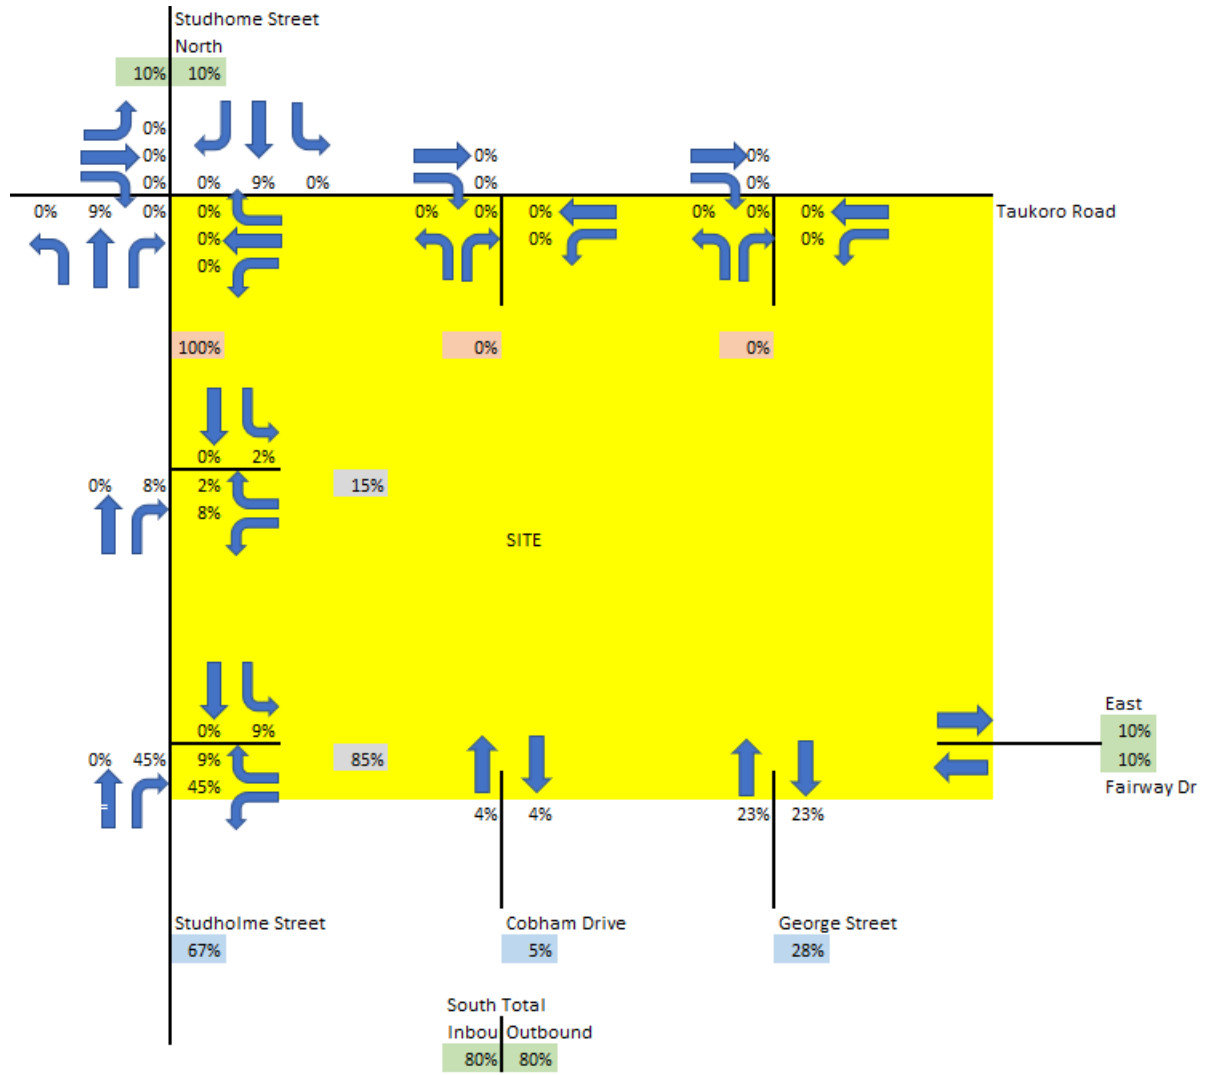 Studhome Street
North
10% 10%
0%
0% 0% 0%
0% 0% 9% 0% 0% 0%
0% 9% 0% 0% 0% 0% 0% 0% 0% 0% Taukoro Road
0% 0% 0%
0%
100% 0% 0%
0% 2%
0% 8% 2% 15%
8%
SITE
East
0% 9% 10%
0% 45% 9% 85% 10%
45% Fairway Dr
=
4% 4% 23% 23%
Studholme Street Cobham Drive George Street
67% 5% 28%
South Total
Inbou Outbound
80% 80%